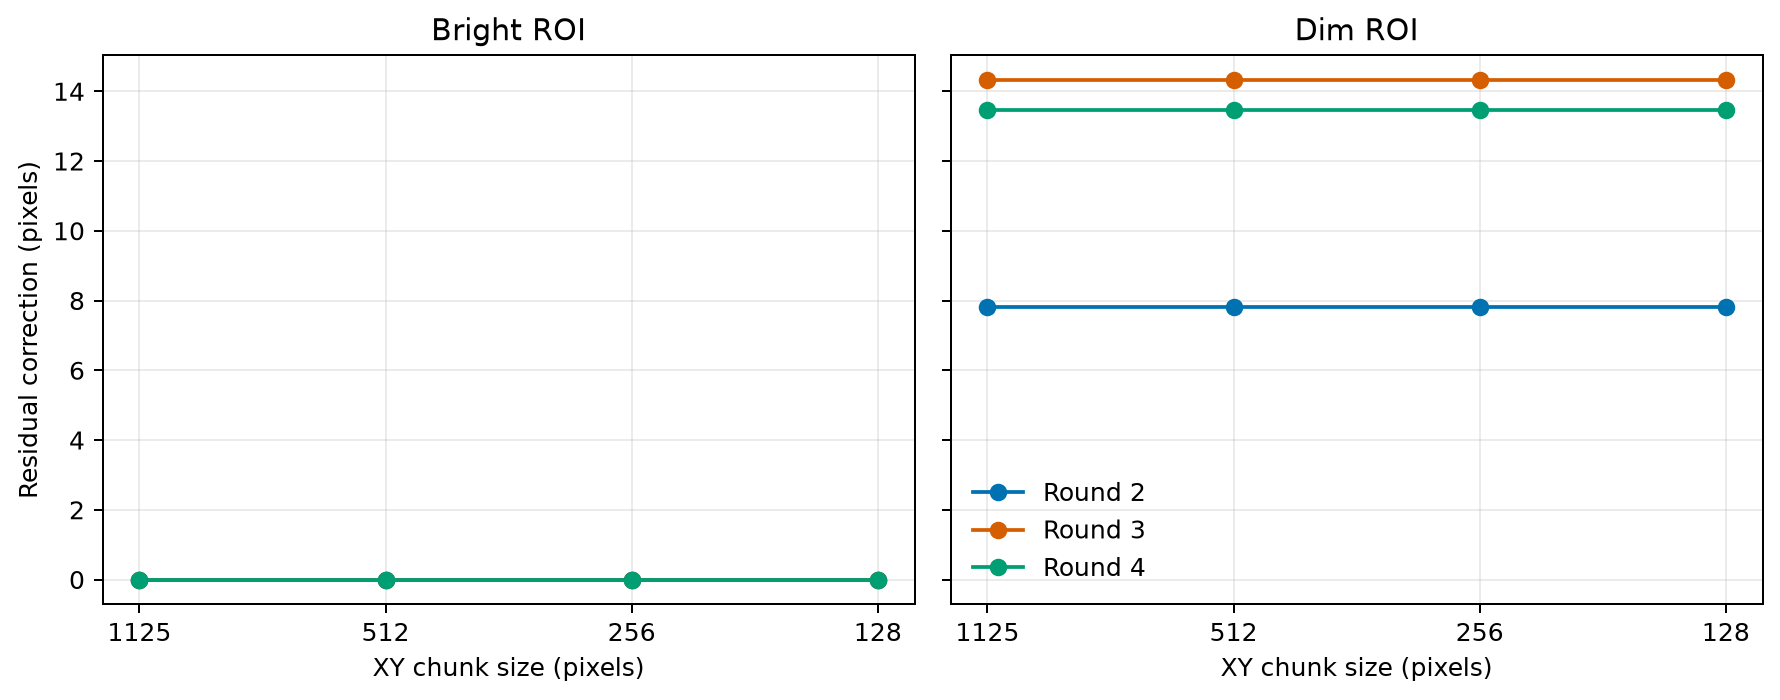 Bright ROI
Dim ROI
Residual correction (pixels)
14
12
10
8
6
4
2
0
1125
512
256
128
XY chunk size (pixels)
Round 2
Round 3
Round 4
1125
512
256
128
XY chunk size (pixels)